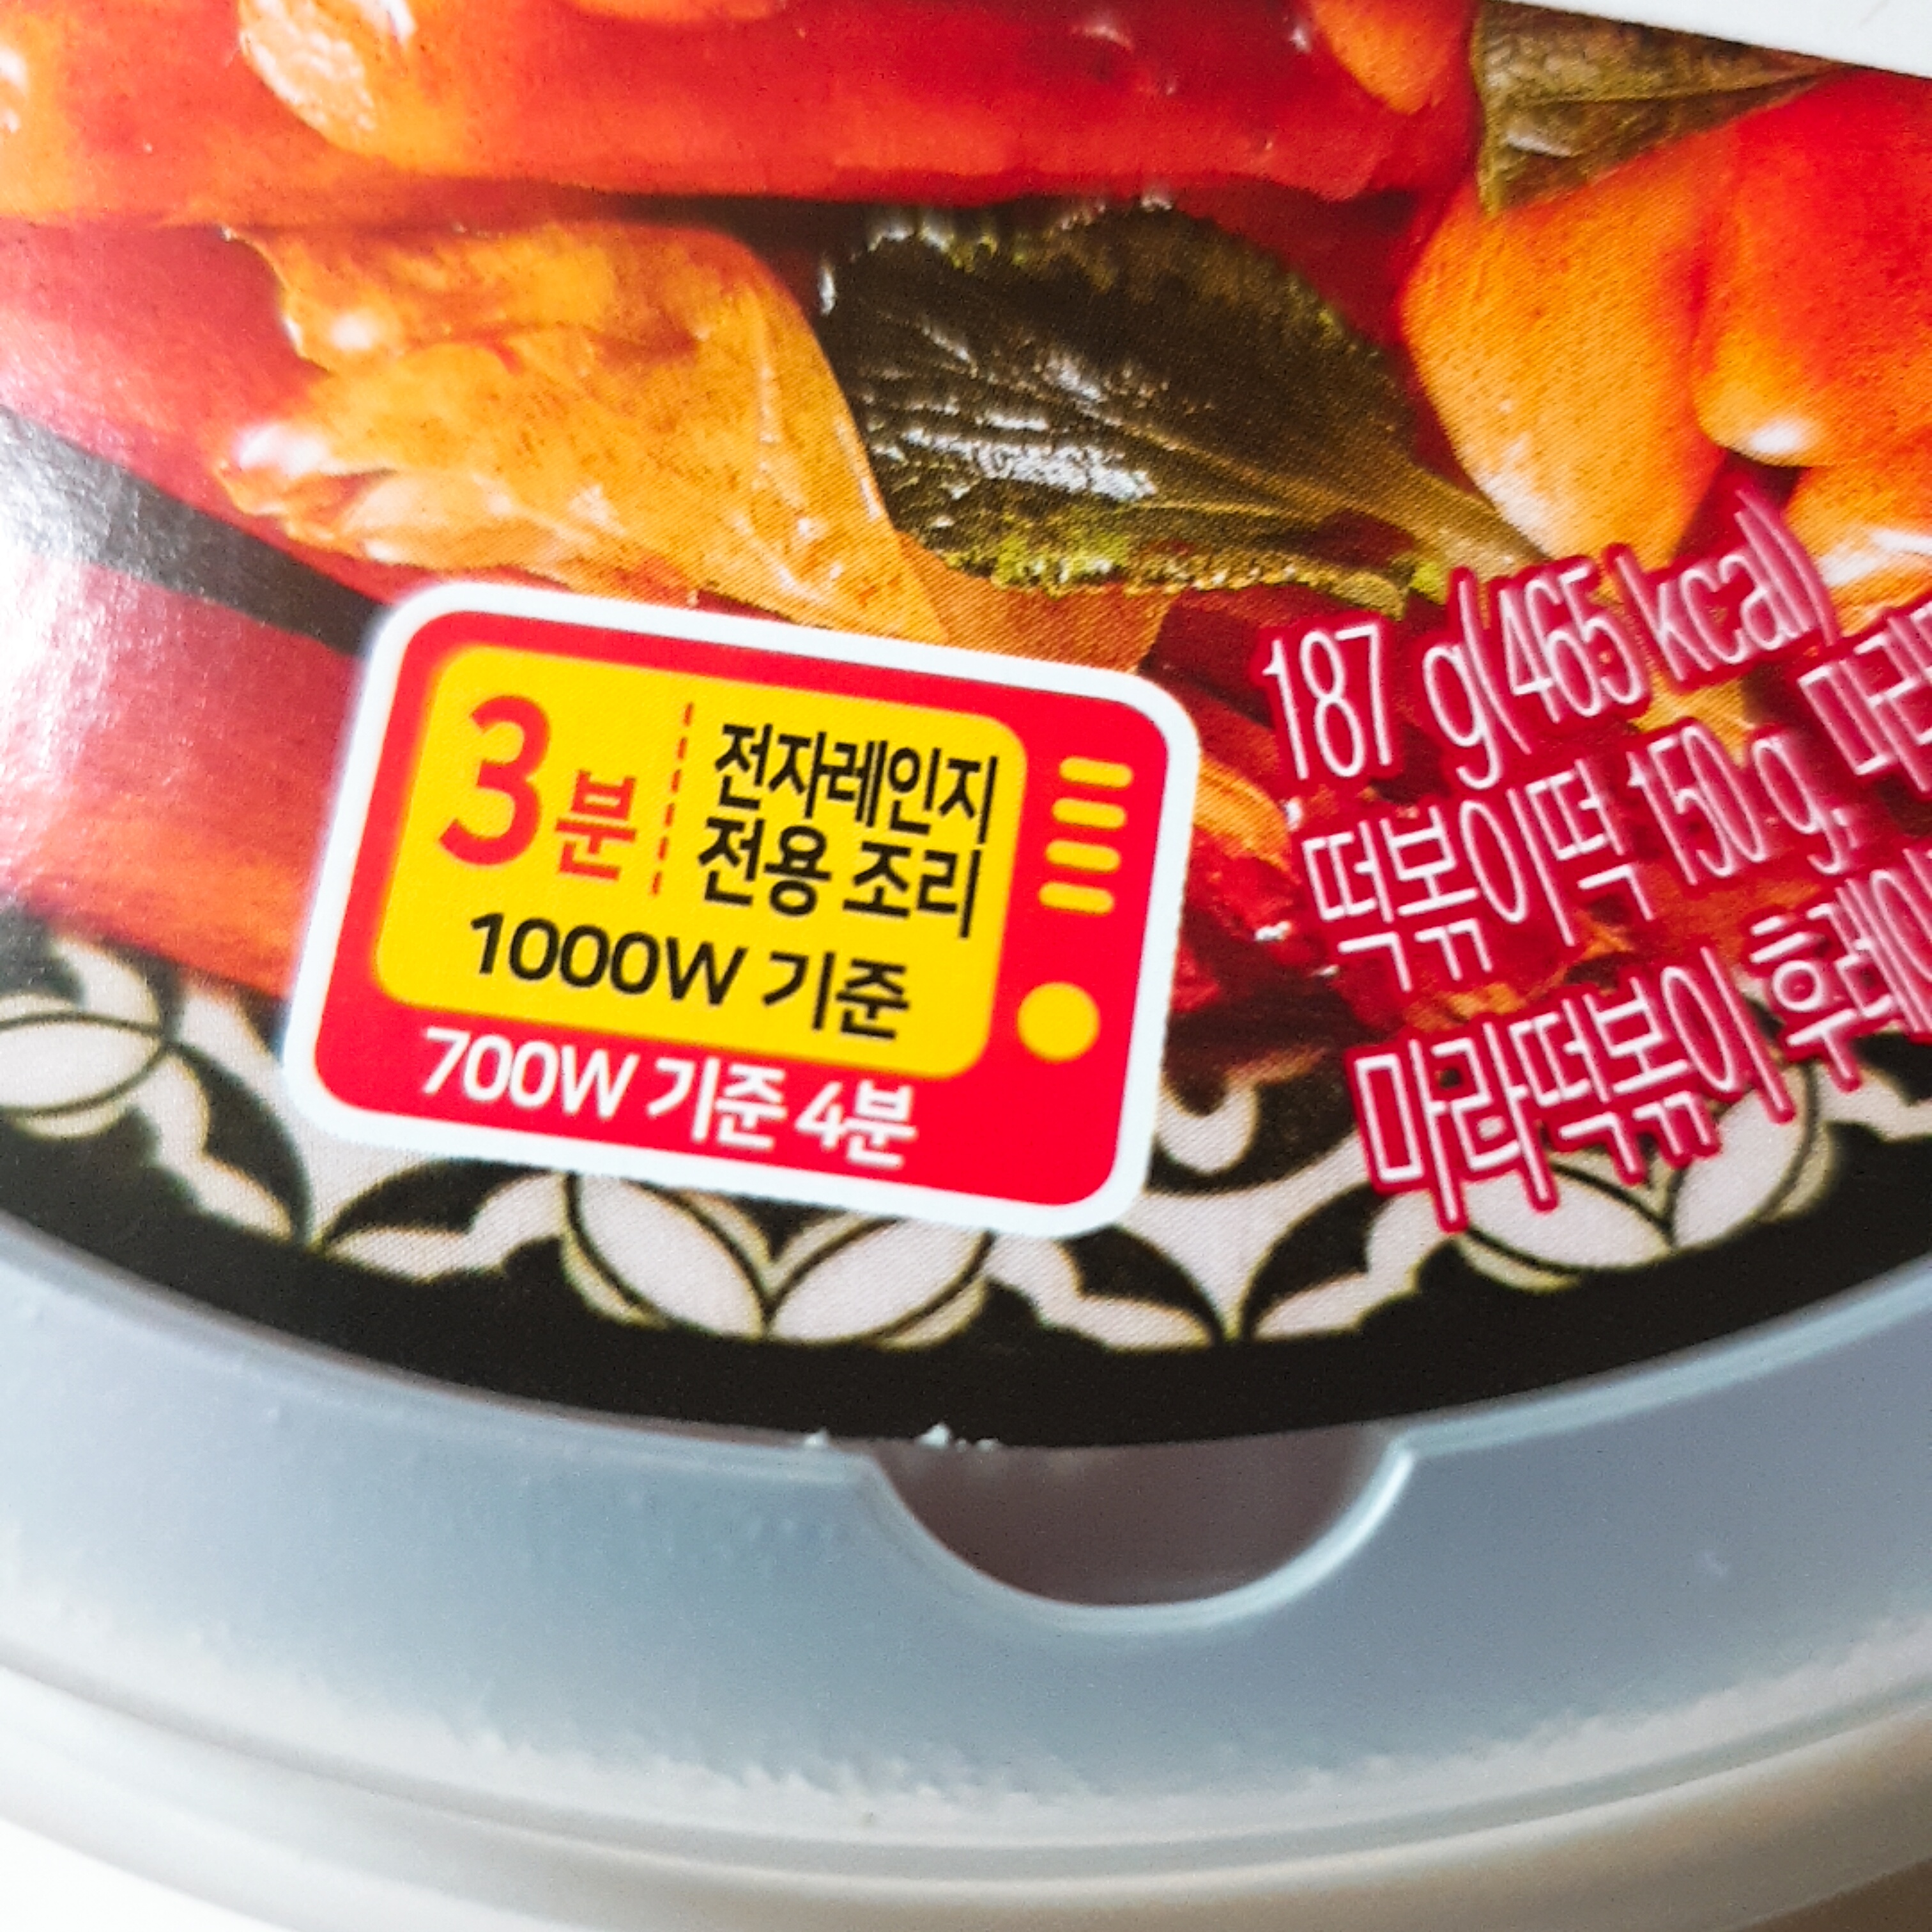 3분
전자레인지
전용 조리
1000W 기준
700W 기준 4분
187 g(465 kcal)
떡볶이떡 150 g,
마라떡볶이